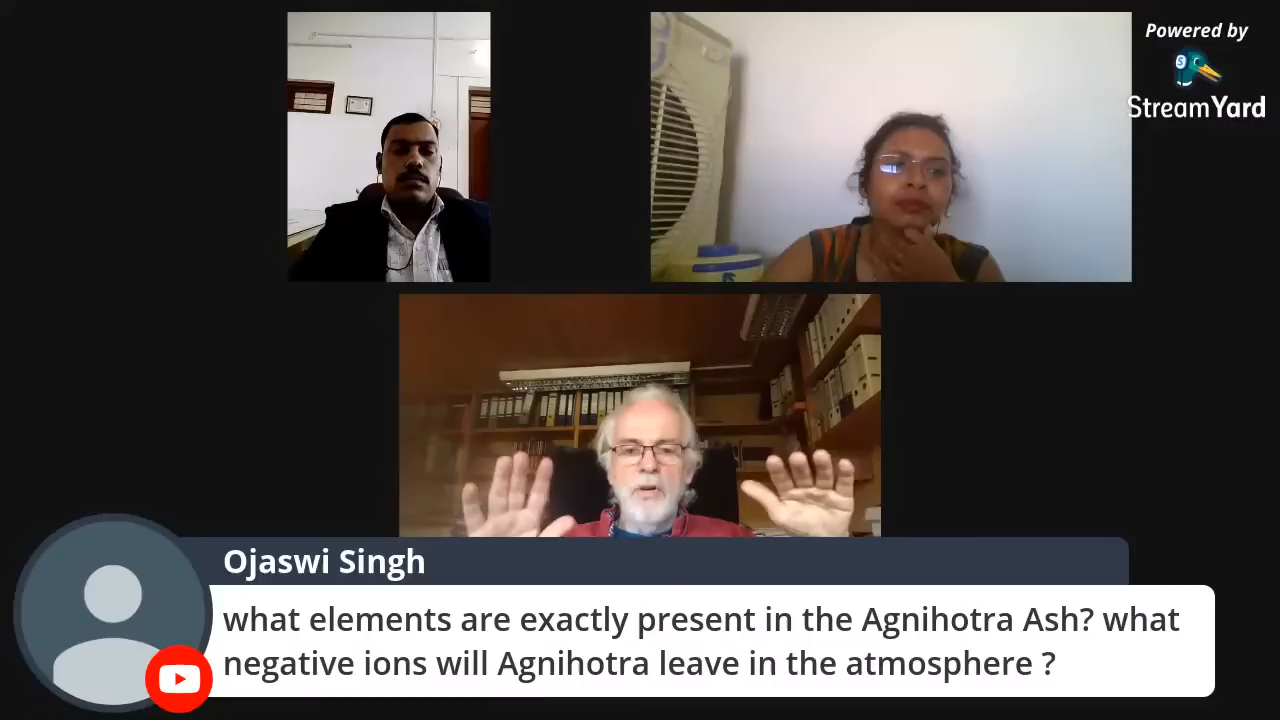 Powered by
StreamYard
Ojaswi Singh
what elements are exactly present in the Agnihotra Ash? what
negative ions will Agnihotra leave in the atmosphere ?